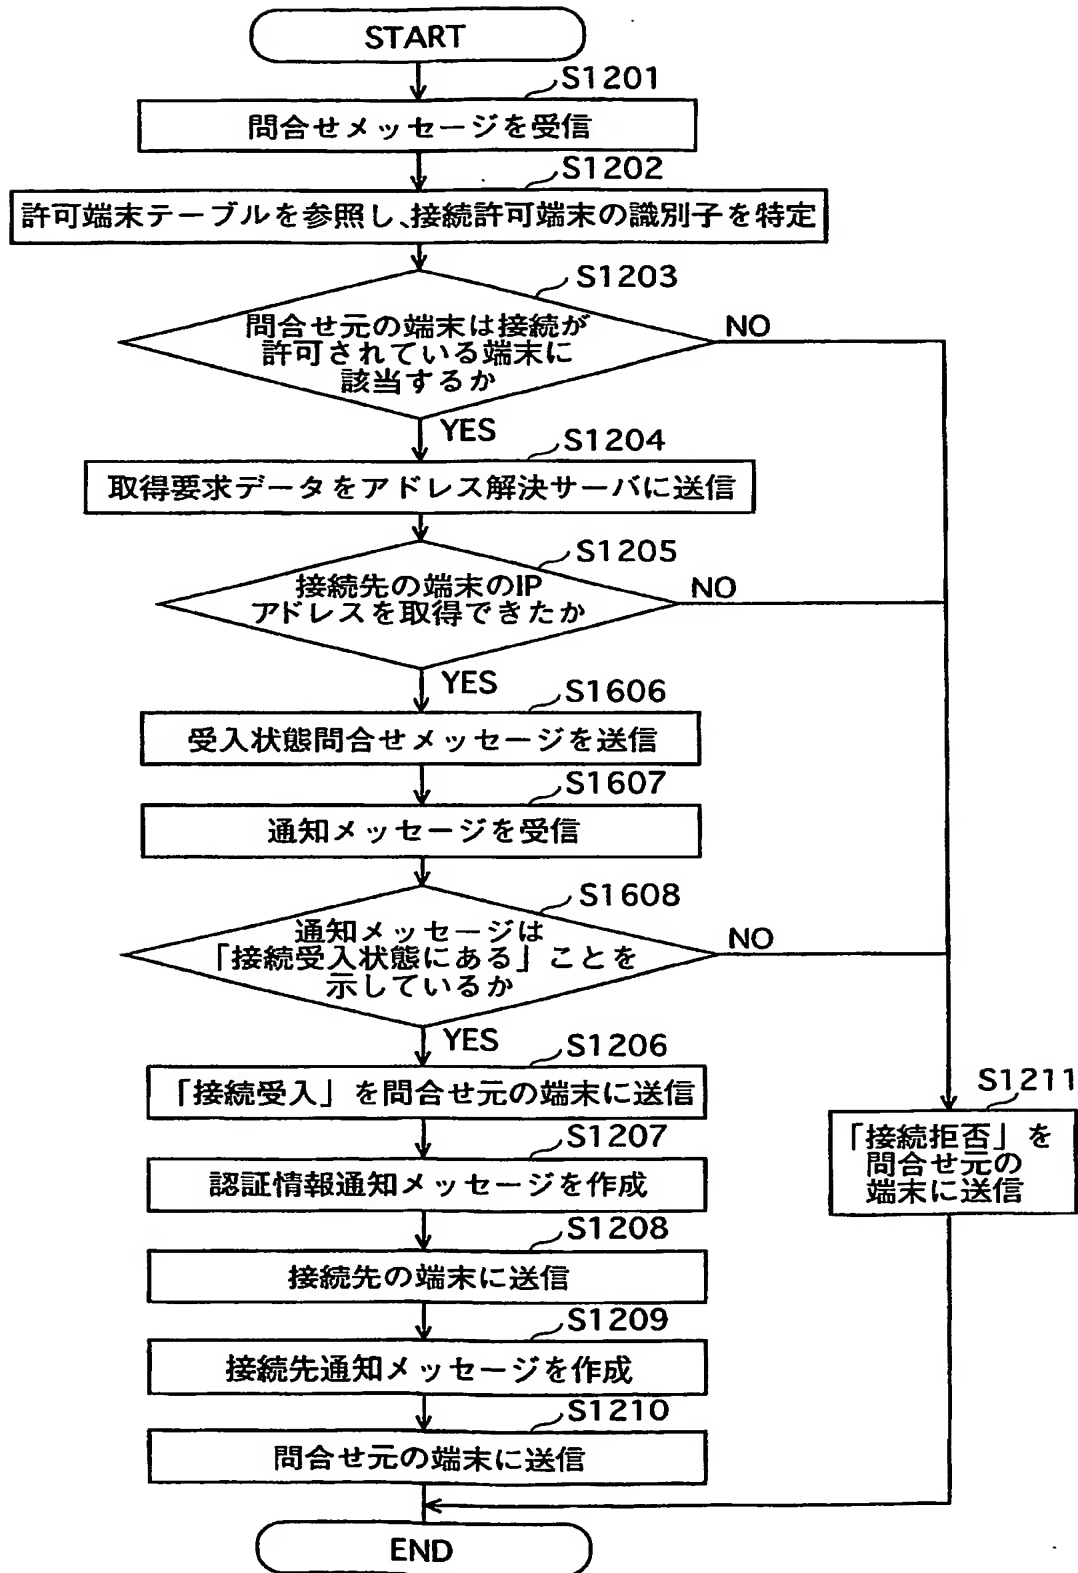 START
S1201
問合せメッセージを受信
S1202
許可端末テーブルを参照し、接続許可端末の識別子を特定
S1203
問合せ元の端末は接続が
許可されている端末に
該当するか
NO
YES
S1204
取得要求データをアドレス解決サーバに送信
S1205
接続先の端末のIP
アドレスを取得できたか
NO
YES
S1606
受入状態問合せメッセージを送信
S1607
通知メッセージを受信
S1608
通知メッセージは
「接続受入状態にある」ことを
示しているか
NO
YES
S1206
「接続受入」を問合せ元の端末に送信
S1211
「接続拒否」を
問合せ元の
端末に送信
S1207
認証情報通知メッセージを作成
S1208
接続先の端末に送信
S1209
接続先通知メッセージを作成
S1210
問合せ元の端末に送信
END